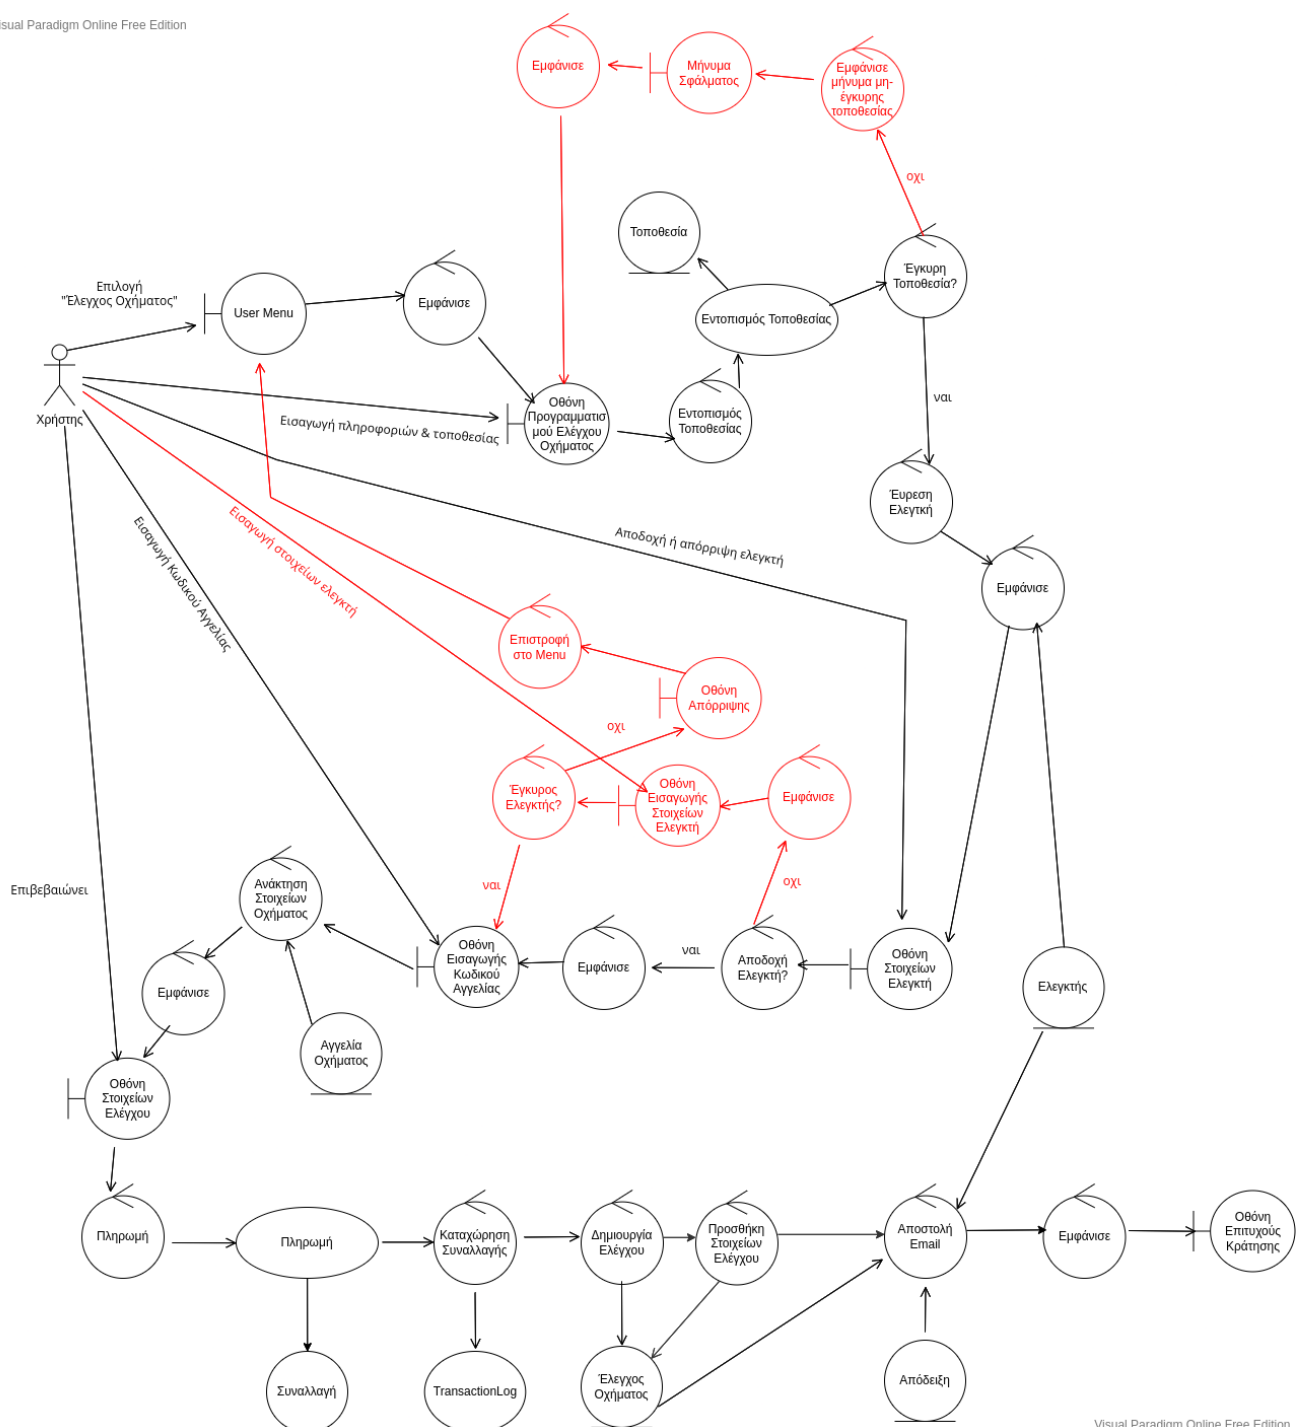 isual Paradigm Online Free Edition
Εμφάνισε
Μήνυμα
Σφάλματος
Εμφάνισε
μήνυμα μη-
έγκυρης
τοποθεσίας
οχι
Τοποθεσία
Έγκυρη
Τοποθεσία?
Επιλογή
"Έλεγχος Οχήματος"
User Menu
Εμφάνισε
Εντοπισμός Τοποθεσίας
Χρήστης
Εισαγωγή πληροφοριών & τοποθεσίας
Οθόνη
Προγραμματισ
μού Ελέγχου
Οχήματος
Εντοπισμός
Τοποθεσίας
ναι
Έυρεση
Ελεγτκή
Εισαγωγή Κωδικού Αγγελίας
Εισαγωγή στοιχείων ελεγκτή
Αποδοχή ή απόρριψη ελεγκτή
Εμφάνισε
Επιστροφή
στο Menu
Οθόνη
Απόρριψης
οχι
Έγκυρος
Ελεγκτής?
Οθόνη
Εισαγωγής
Στοιχείων
Ελεγκτή
Εμφάνισε
Επιβεβαιώνει
Ανάκτηση
Στοιχείων
Οχήματος
ναι
οχι
Εμφάνισε
Οθόνη
Εισαγωγής
Κωδικού
Αγγελίας
Εμφάνισε
ναι
Αποδοχή
Ελεγκτή?
Οθόνη
Στοιχείων
Ελεγκτή
Ελεγκτής
Αγγελία
Οχήματος
Οθόνη
Στοιχείων
Ελέγχου
Πληρωμή
Πληρωμή
Καταχώρηση
Συναλλαγής
Δημιουργία
Ελέγχου
Προσθήκη
Στοιχείων
Ελέγχου
Αποστολή
Email
Εμφάνισε
Οθόνη
Επιτυχούς
Κράτησης
Συναλλαγή
TransactionLog
Έλεγχος
Οχήματος
Απόδειξη
Visual Paradigm Online Free Edition